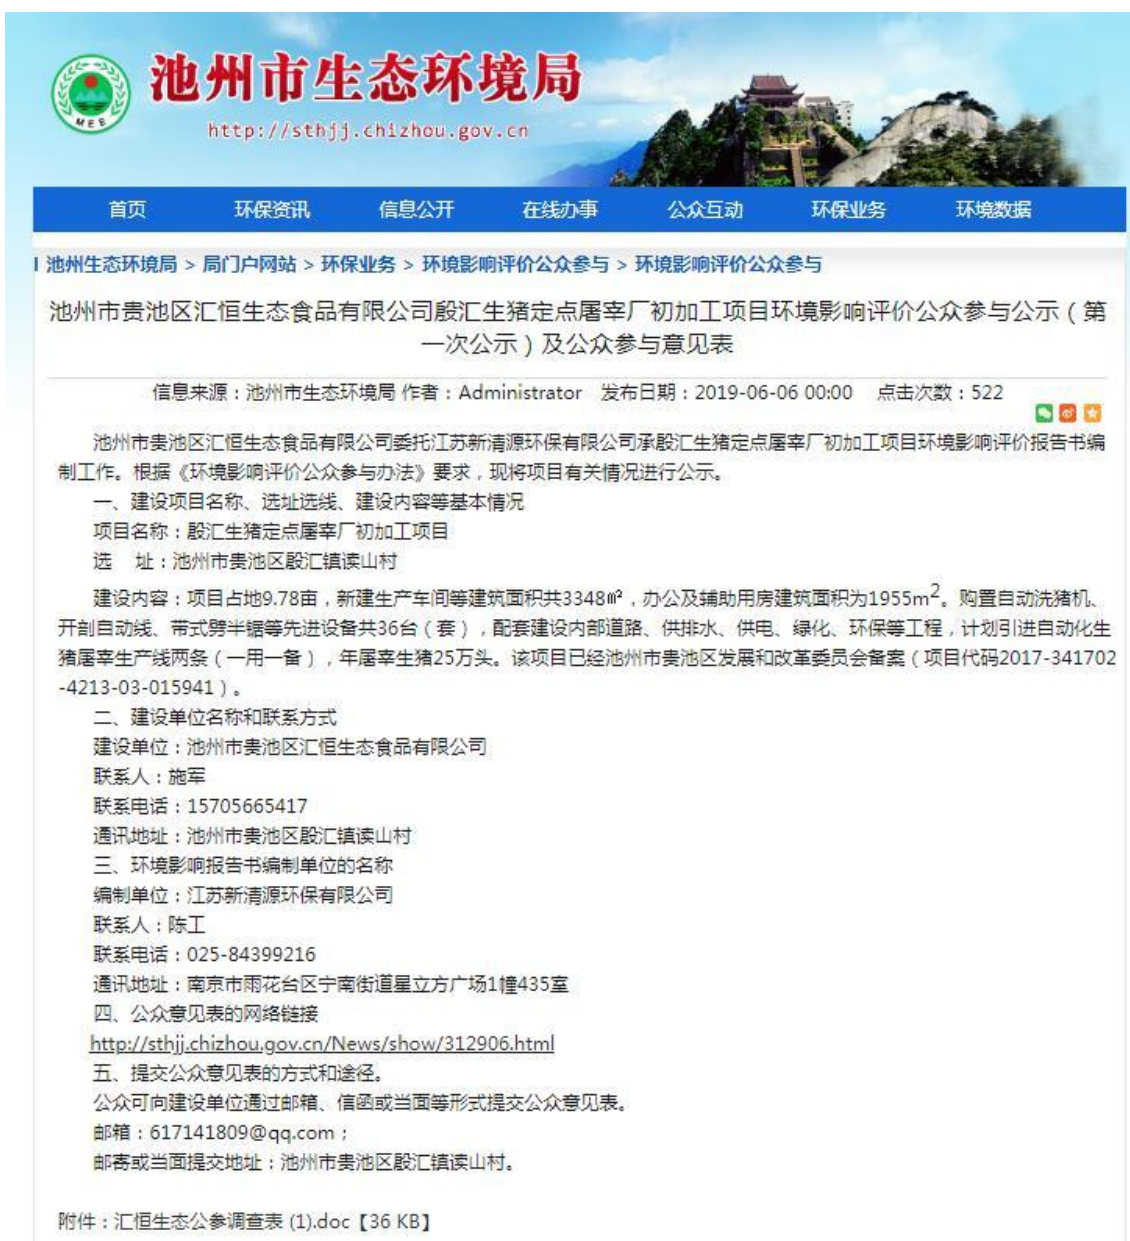 MEE
池州市生态环境局
http://sthjj.chizhou.gov.cn
首页 环保资讯 信息公开 在线办事 公众互动 环保业务 环境数据
池州生态环境局 > 局门户网站 > 环保业务 > 环境影响评价公众参与 > 环境影响评价公众参与
池州市贵池区汇恒生态食品有限公司殷汇生猪定点屠宰厂初加工项目环境影响评价公众参与公示（第
一次公示）及公众参与意见表
信息来源：池州市生态环境局 作者：Administrator 发布日期：2019-06-06 00:00 点击次数：522
池州市贵池区汇恒生态食品有限公司委托江苏新清源环保有限公司承殷汇生猪定点屠宰厂初加工项目环境影响评价报告书编
制工作。根据《环境影响评价公众参与办法》要求，现将项目有关情况进行公示。
一、建设项目名称、选址选线、建设内容等基本情况
项目名称：殷汇生猪定点屠宰厂初加工项目
选 址：池州市贵池区殷汇镇读山村
建设内容：项目占地9.78亩，新建生产车间等建筑面积共3348㎡，办公及辅助用房建筑面积为1955m²。购置自动洗猪机、
开剖自动线、带式劈半锯等先进设备共36台（套），配套建设内部道路、供排水、供电、绿化、环保等工程，计划引进自动化生
猪屠宰生产线两条（一用一备），年屠宰生猪25万头。该项目已经池州市贵池区发展和改革委员会备案（项目代码2017-341702
-4213-03-015941）。
二、建设单位名称和联系方式
建设单位：池州市贵池区汇恒生态食品有限公司
联系人：施军
联系电话：15705665417
通讯地址：池州市贵池区殷汇镇读山村
三、环境影响报告书编制单位的名称
编制单位：江苏新清源环保有限公司
联系人：陈工
联系电话：025-84399216
通讯地址：南京市雨花台区宁南街道星立方广场1幢435室
四、公众意见表的网络链接
http://sthjj.chizhou.gov.cn/News/show/312906.html
五、提交公众意见表的方式和途径。
公众可向建设单位通过邮箱、信函或当面等形式提交公众意见表。
邮箱：617141809@qq.com；
邮寄或当面提交地址：池州市贵池区殷汇镇读山村。
附件：汇恒生态公参调查表 (1).doc【36 KB】